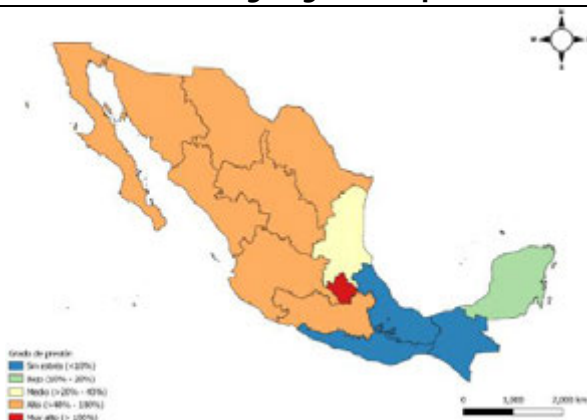 N
S
Grado de presión
Sin estrés (<10%)
Bajo (10% - 20%)
Medio (>20% - 40%)
Alto (>40% - 100%)
Muy alto (> 100%)
0 1,000 2,000